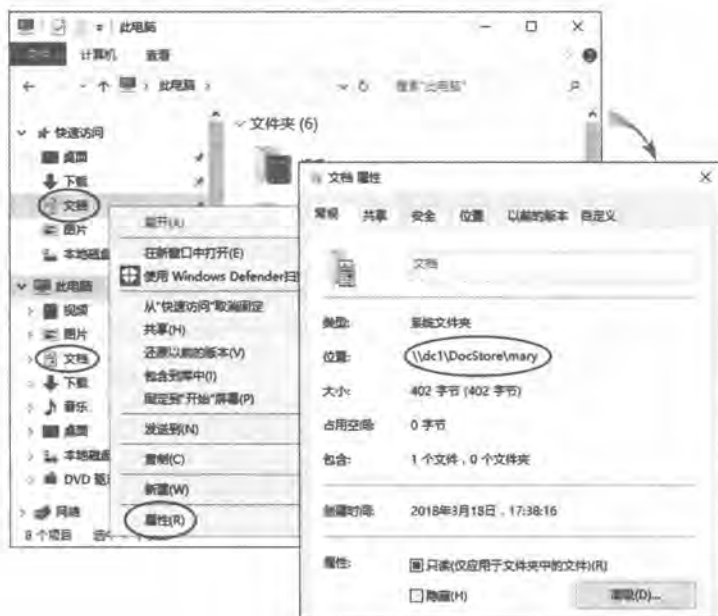 此电脑
计算机 查看
此电脑
搜索"此电脑"
快速访问
桌面
下载
文档
图片
本地磁盘
此电脑
视频
图片
文档
下载
音乐
桌面
本地磁盘
DVD 驱
网络
8 个项目
文件夹 (6)
展开(A)
在新窗口中打开(E)
使用 Windows Defender扫
从"快速访问"取消固定
共享(H)
还原以前的版本(V)
包含到库中(I)
固定到"开始"屏幕(P)
发送到(N)
复制(C)
新建(W)
属性(R)
文档 属性
常规 共享 安全 位置 以前的版本 自定义
文档
类型: 系统文件夹
位置: \\dc1\DocStore\mary
大小: 402 字节 (402 字节)
占用空间: 0 字节
包含: 1 个文件，0 个文件夹
创建时间: 2018年3月18日，17:38:16
属性: 只读(仅应用于文件夹中的文件)(R)
隐藏(H) 高级(D)...